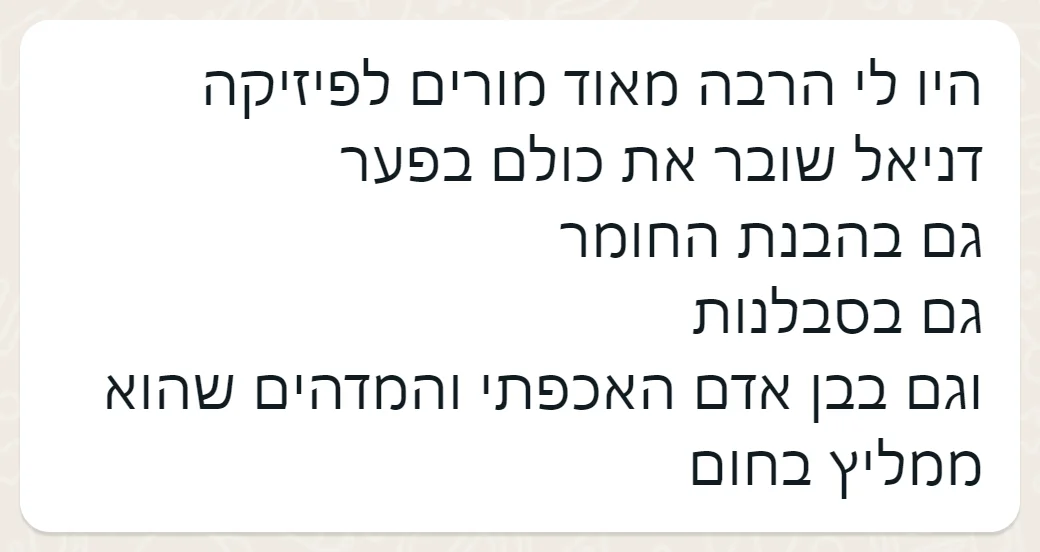 היו לי הרבה מאוד מורים לפיזיקה
דניאל שובר את כולם בפער
גם בהבנת החומר
גם בסבלנות
וגם בבן אדם האכפתי והמדהים שהוא
ממליץ בחום